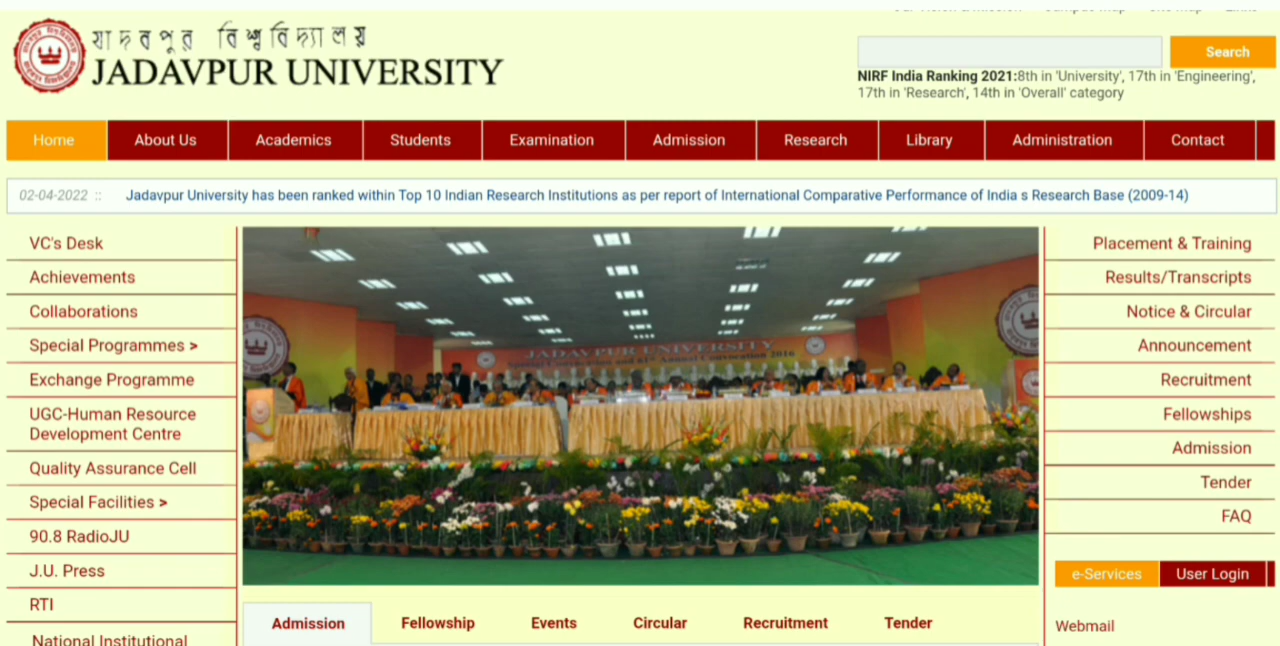 যাদবপুর বিশ্ববিদ্যালয়
JADAVPUR UNIVERSITY
Search
NIRF India Ranking 2021:8th in 'University', 17th in 'Engineering',
17th in 'Research', 14th in 'Overall' category
Home About Us Academics Students Examination Admission Research Library Administration Contact
02-04-2022 :: Jadavpur University has been ranked within Top 10 Indian Research Institutions as per report of International Comparative Performance of India s Research Base (2009-14)
VC's Desk
Achievements
Collaborations
Special Programmes >
Exchange Programme
UGC-Human Resource
Development Centre
Quality Assurance Cell
Special Facilities >
90.8 RadioJU
J.U. Press
RTI
National Institutional
JADAVPUR UNIVERSITY
Annual Convocation 2016
Placement & Training
Results/Transcripts
Notice & Circular
Announcement
Recruitment
Fellowships
Admission
Tender
FAQ
e-Services User Login
Webmail
Admission Fellowship Events Circular Recruitment Tender